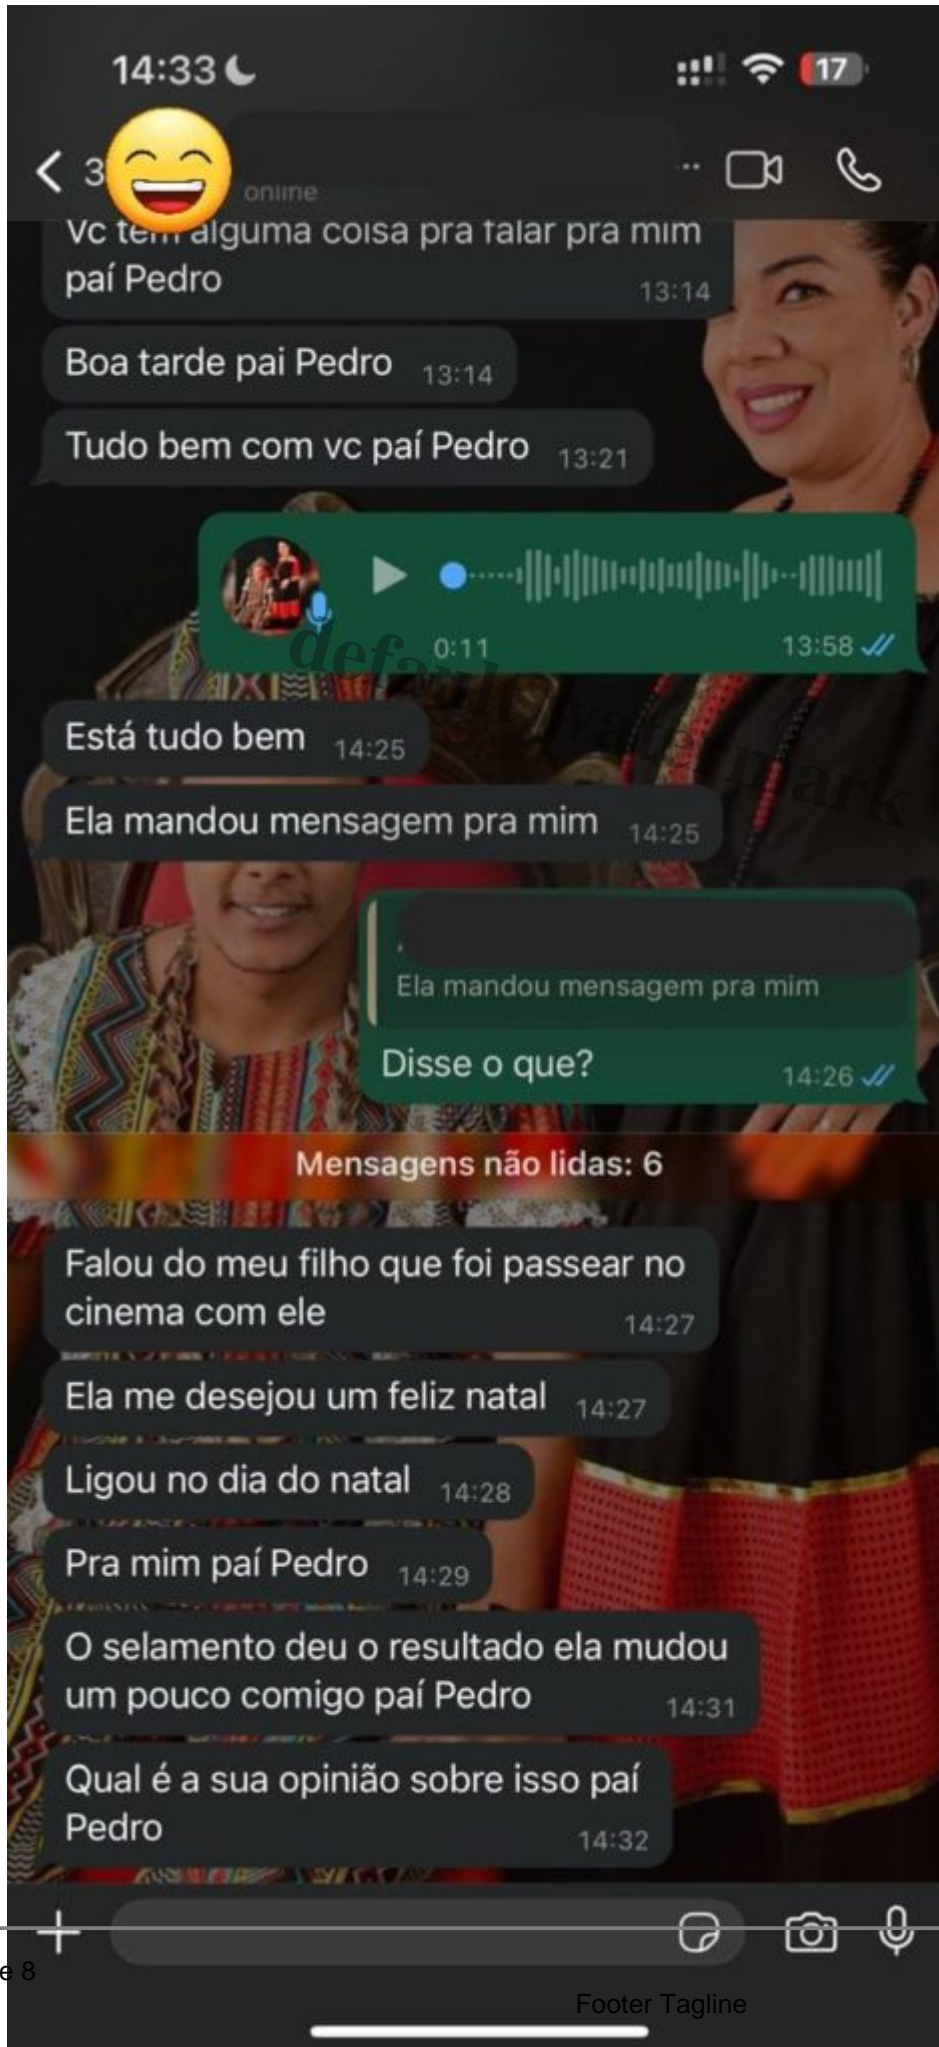 14:33
17
3
online
Vc tem alguma coisa pra falar pra mim
paí Pedro
13:14
Boa tarde pai Pedro 13:14
Tudo bem com vc paí Pedro 13:21
0:11 13:58
default watermark
Está tudo bem 14:25
Ela mandou mensagem pra mim 14:25
Ela mandou mensagem pra mim
Disse o que? 14:26
Mensagens não lidas: 6
Falou do meu filho que foi passear no
cinema com ele 14:27
Ela me desejou um feliz natal 14:27
Ligou no dia do natal 14:28
Pra mim paí Pedro 14:29
O selamento deu o resultado ela mudou
um pouco comigo paí Pedro 14:31
Qual é a sua opinião sobre isso paí
Pedro 14:32
e 8
Footer Tagline